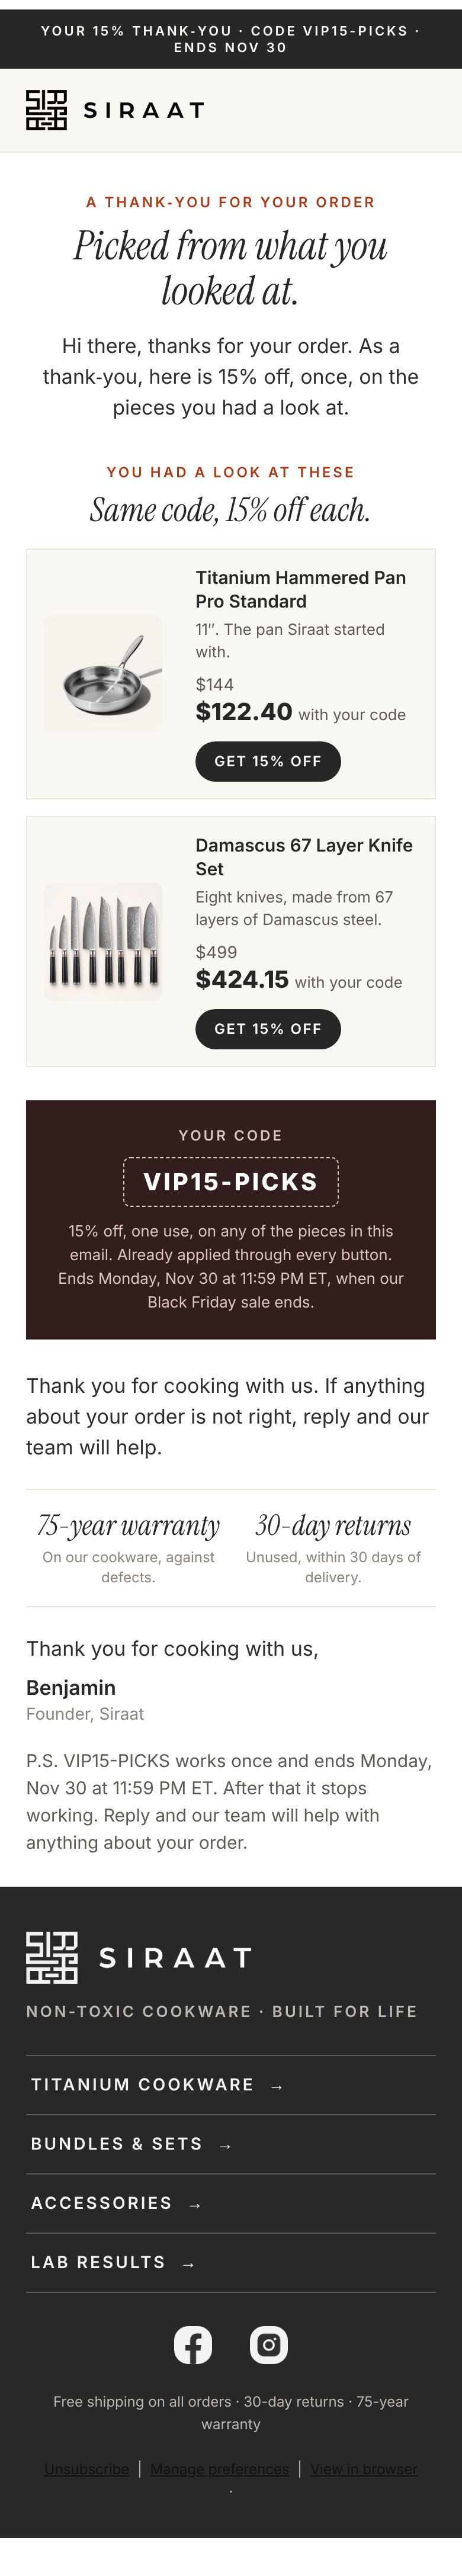 YOUR 15% THANK-YOU · CODE VIP15-PICKS ·
ENDS NOV 30
SIRAAT
A THANK-YOU FOR YOUR ORDER
Picked from what you
looked at.
Hi there, thanks for your order. As a
thank-you, here is 15% off, once, on the
pieces you had a look at.
YOU HAD A LOOK AT THESE
Same code, 15% off each.
Titanium Hammered Pan
Pro Standard
11″. The pan Siraat started
with.
$144
$122.40 with your code
GET 15% OFF
Damascus 67 Layer Knife
Set
Eight knives, made from 67
layers of Damascus steel.
$499
$424.15 with your code
GET 15% OFF
YOUR CODE
VIP15-PICKS
15% off, one use, on any of the pieces in this
email. Already applied through every button.
Ends Monday, Nov 30 at 11:59 PM ET, when our
Black Friday sale ends.
Thank you for cooking with us. If anything
about your order is not right, reply and our
team will help.
75-year warranty
On our cookware, against
defects.
30-day returns
Unused, within 30 days of
delivery.
Thank you for cooking with us,
Benjamin
Founder, Siraat
P.S. VIP15-PICKS works once and ends Monday,
Nov 30 at 11:59 PM ET. After that it stops
working. Reply and our team will help with
anything about your order.
SIRAAT
NON-TOXIC COOKWARE · BUILT FOR LIFE
TITANIUM COOKWARE →
BUNDLES & SETS →
ACCESSORIES →
LAB RESULTS →
Free shipping on all orders · 30-day returns · 75-year
warranty
Unsubscribe | Manage preferences | View in browser
.